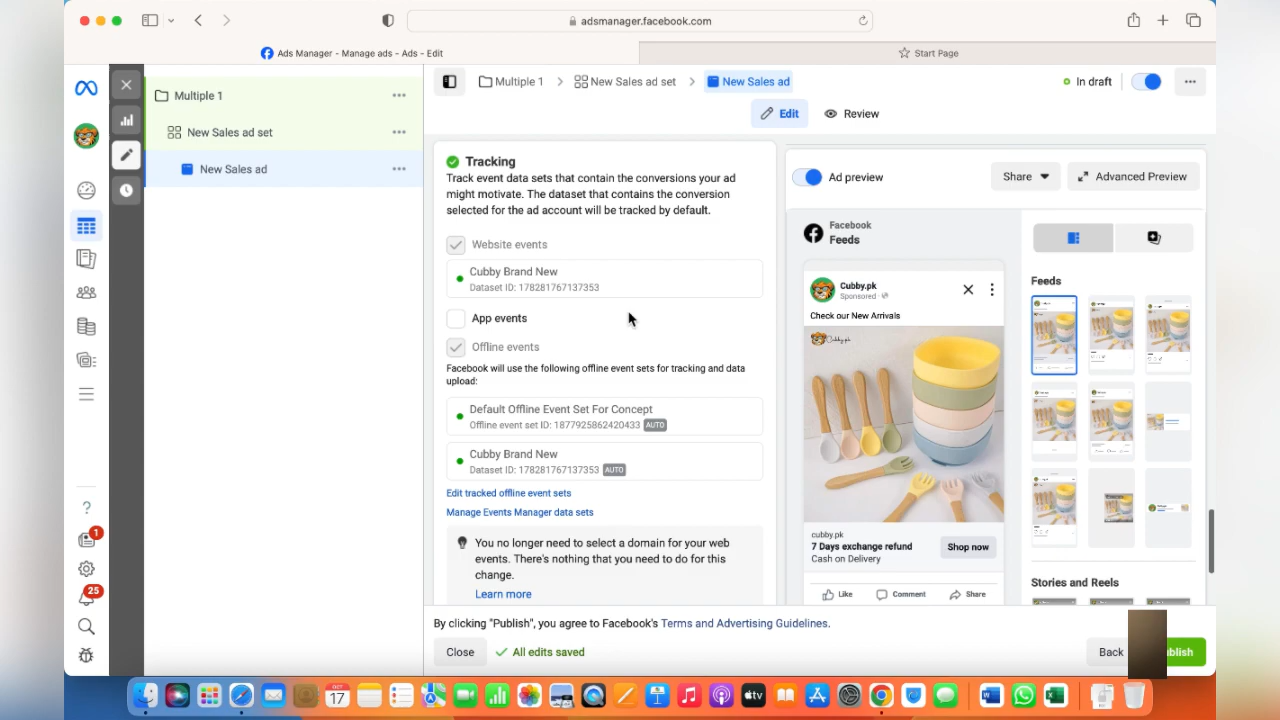 adsmanager.facebook.com
Ads Manager - Manage ads - Ads - Edit
Start Page
Multiple 1
New Sales ad set
New Sales ad
Multiple 1
New Sales ad set
New Sales ad
In draft
Edit
Review
Tracking
Track event data sets that contain the conversions your ad
might motivate. The dataset that contains the conversion
selected for the ad account will be tracked by default.
Website events
Cubby Brand New
Dataset ID: 178281767137353
App events
Offline events
Facebook will use the following offline event sets for tracking and data
upload:
Default Offline Event Set For Concept
Offline event set ID: 1877925862420433 AUTO
Cubby Brand New
Dataset ID: 178281767137353 AUTO
Edit tracked offline event sets
Manage Events Manager data sets
You no longer need to select a domain for your web
events. There's nothing that you need to do for this
change.
Learn more
Ad preview
Share
Advanced Preview
Facebook
Feeds
Cubby.pk
Sponsored
Check our New Arrivals
Cubby.pk
cubby.pk
7 Days exchange refund
Cash on Delivery
Shop now
Like
Comment
Share
Feeds
Stories and Reels
By clicking "Publish", you agree to Facebook's Terms and Advertising Guidelines.
Close
All edits saved
Back
1
25
OCT
17